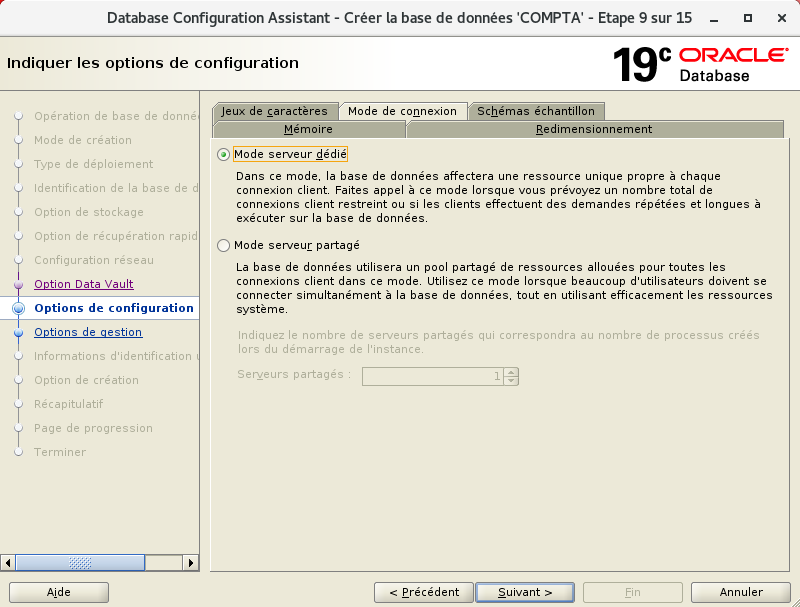 Database Configuration Assistant - Créer la base de données 'COMPTA' - Etape 9 sur 15
Indiquer les options de configuration
19c ORACLE
Database
Opération de base de donné
Mode de création
Type de déploiement
Identification de la base de d
Option de stockage
Option de récupération rapid
Configuration réseau
Option Data Vault
Options de configuration
Options de gestion
Informations d'identification u
Option de création
Récapitulatif
Page de progression
Terminer
Jeux de caractères
Mode de connexion
Schémas échantillon
Mémoire
Redimensionnement
Mode serveur dédié
Dans ce mode, la base de données affectera une ressource unique propre à chaque
connexion client. Faites appel à ce mode lorsque vous prévoyez un nombre total de
connexions client restreint ou si les clients effectuent des demandes répétées et longues à
exécuter sur la base de données.
Mode serveur partagé
La base de données utilisera un pool partagé de ressources allouées pour toutes les
connexions client dans ce mode. Utilisez ce mode lorsque beaucoup d'utilisateurs doivent se
connecter simultanément à la base de données, tout en utilisant efficacement les ressources
système.
Indiquez le nombre de serveurs partagés qui correspondra au nombre de processus créés
lors du démarrage de l'instance.
Serveurs partagés : 1
Aide
< Précédent
Suivant >
Fin
Annuler